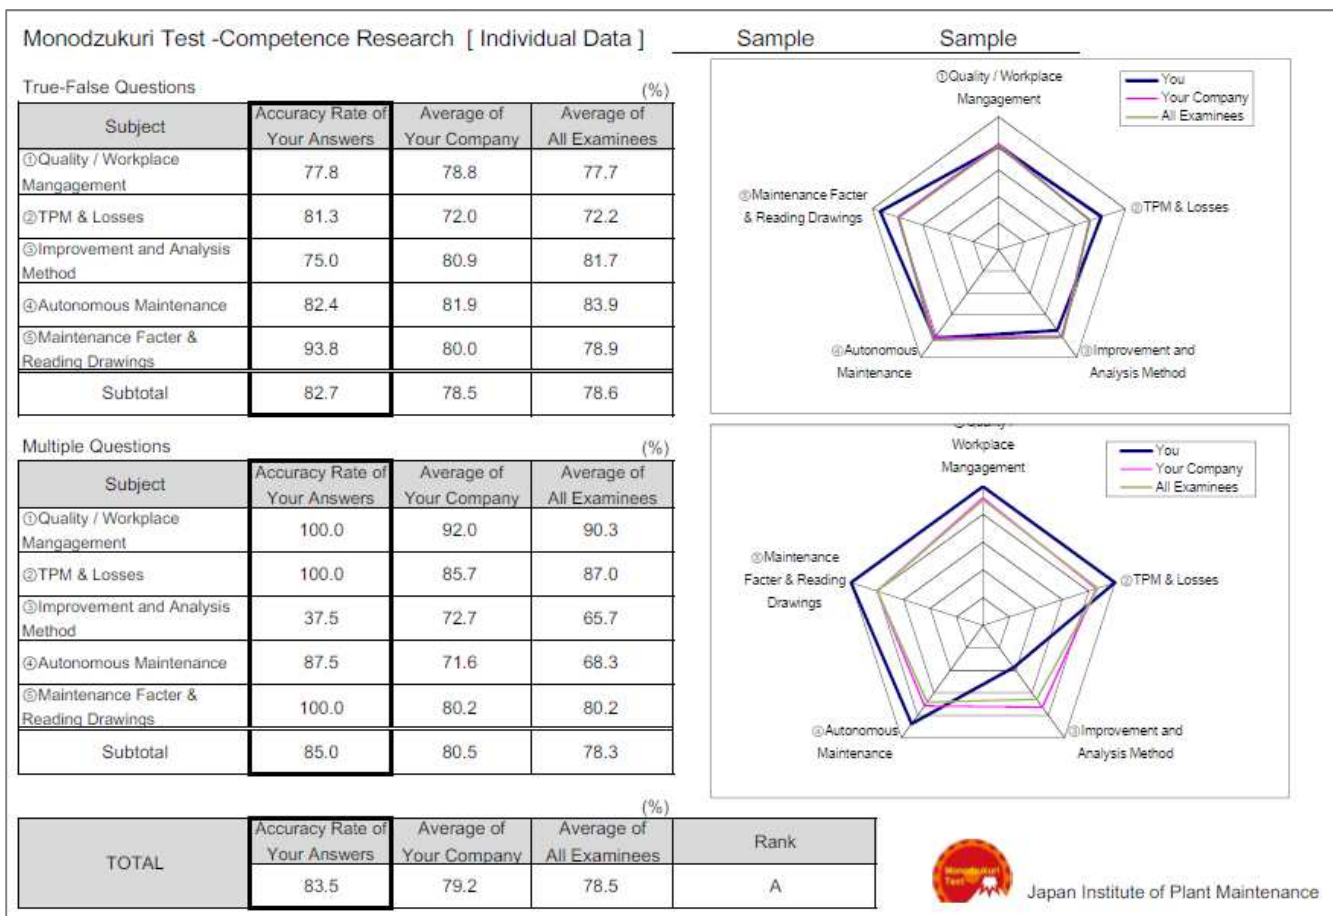 Monodzukuri Test -Competence Research [ Individual Data ] Sample Sample
True-False Questions (%)
Subject Accuracy Rate of Your Answers Average of Your Company Average of All Examinees
①Quality / Workplace Mangagement 77.8 78.8 77.7
②TPM & Losses 81.3 72.0 72.2
③Improvement and Analysis Method 75.0 80.9 81.7
④Autonomous Maintenance 82.4 81.9 83.9
⑤Maintenance Facter & Reading Drawings 93.8 80.0 78.9
Subtotal 82.7 78.5 78.6
①Quality / Workplace
Mangagement
You
Your Company
All Examinees
⑤Maintenance Facter
& Reading Drawings
②TPM & Losses
④Autonomous
Maintenance
③Improvement and
Analysis Method
Multiple Questions (%)
Subject Accuracy Rate of Your Answers Average of Your Company Average of All Examinees
①Quality / Workplace Mangagement 100.0 92.0 90.3
②TPM & Losses 100.0 85.7 87.0
③Improvement and Analysis Method 37.5 72.7 65.7
④Autonomous Maintenance 87.5 71.6 68.3
⑤Maintenance Facter & Reading Drawings 100.0 80.2 80.2
Subtotal 85.0 80.5 78.3
Workplace
Mangagement
You
Your Company
All Examinees
⑤Maintenance
Facter & Reading
Drawings
②TPM & Losses
④Autonomous
Maintenance
③Improvement and
Analysis Method
(%)
TOTAL Accuracy Rate of Your Answers Average of Your Company Average of All Examinees Rank
83.5 79.2 78.5 A
Monodzukuri
Test
Japan Institute of Plant Maintenance